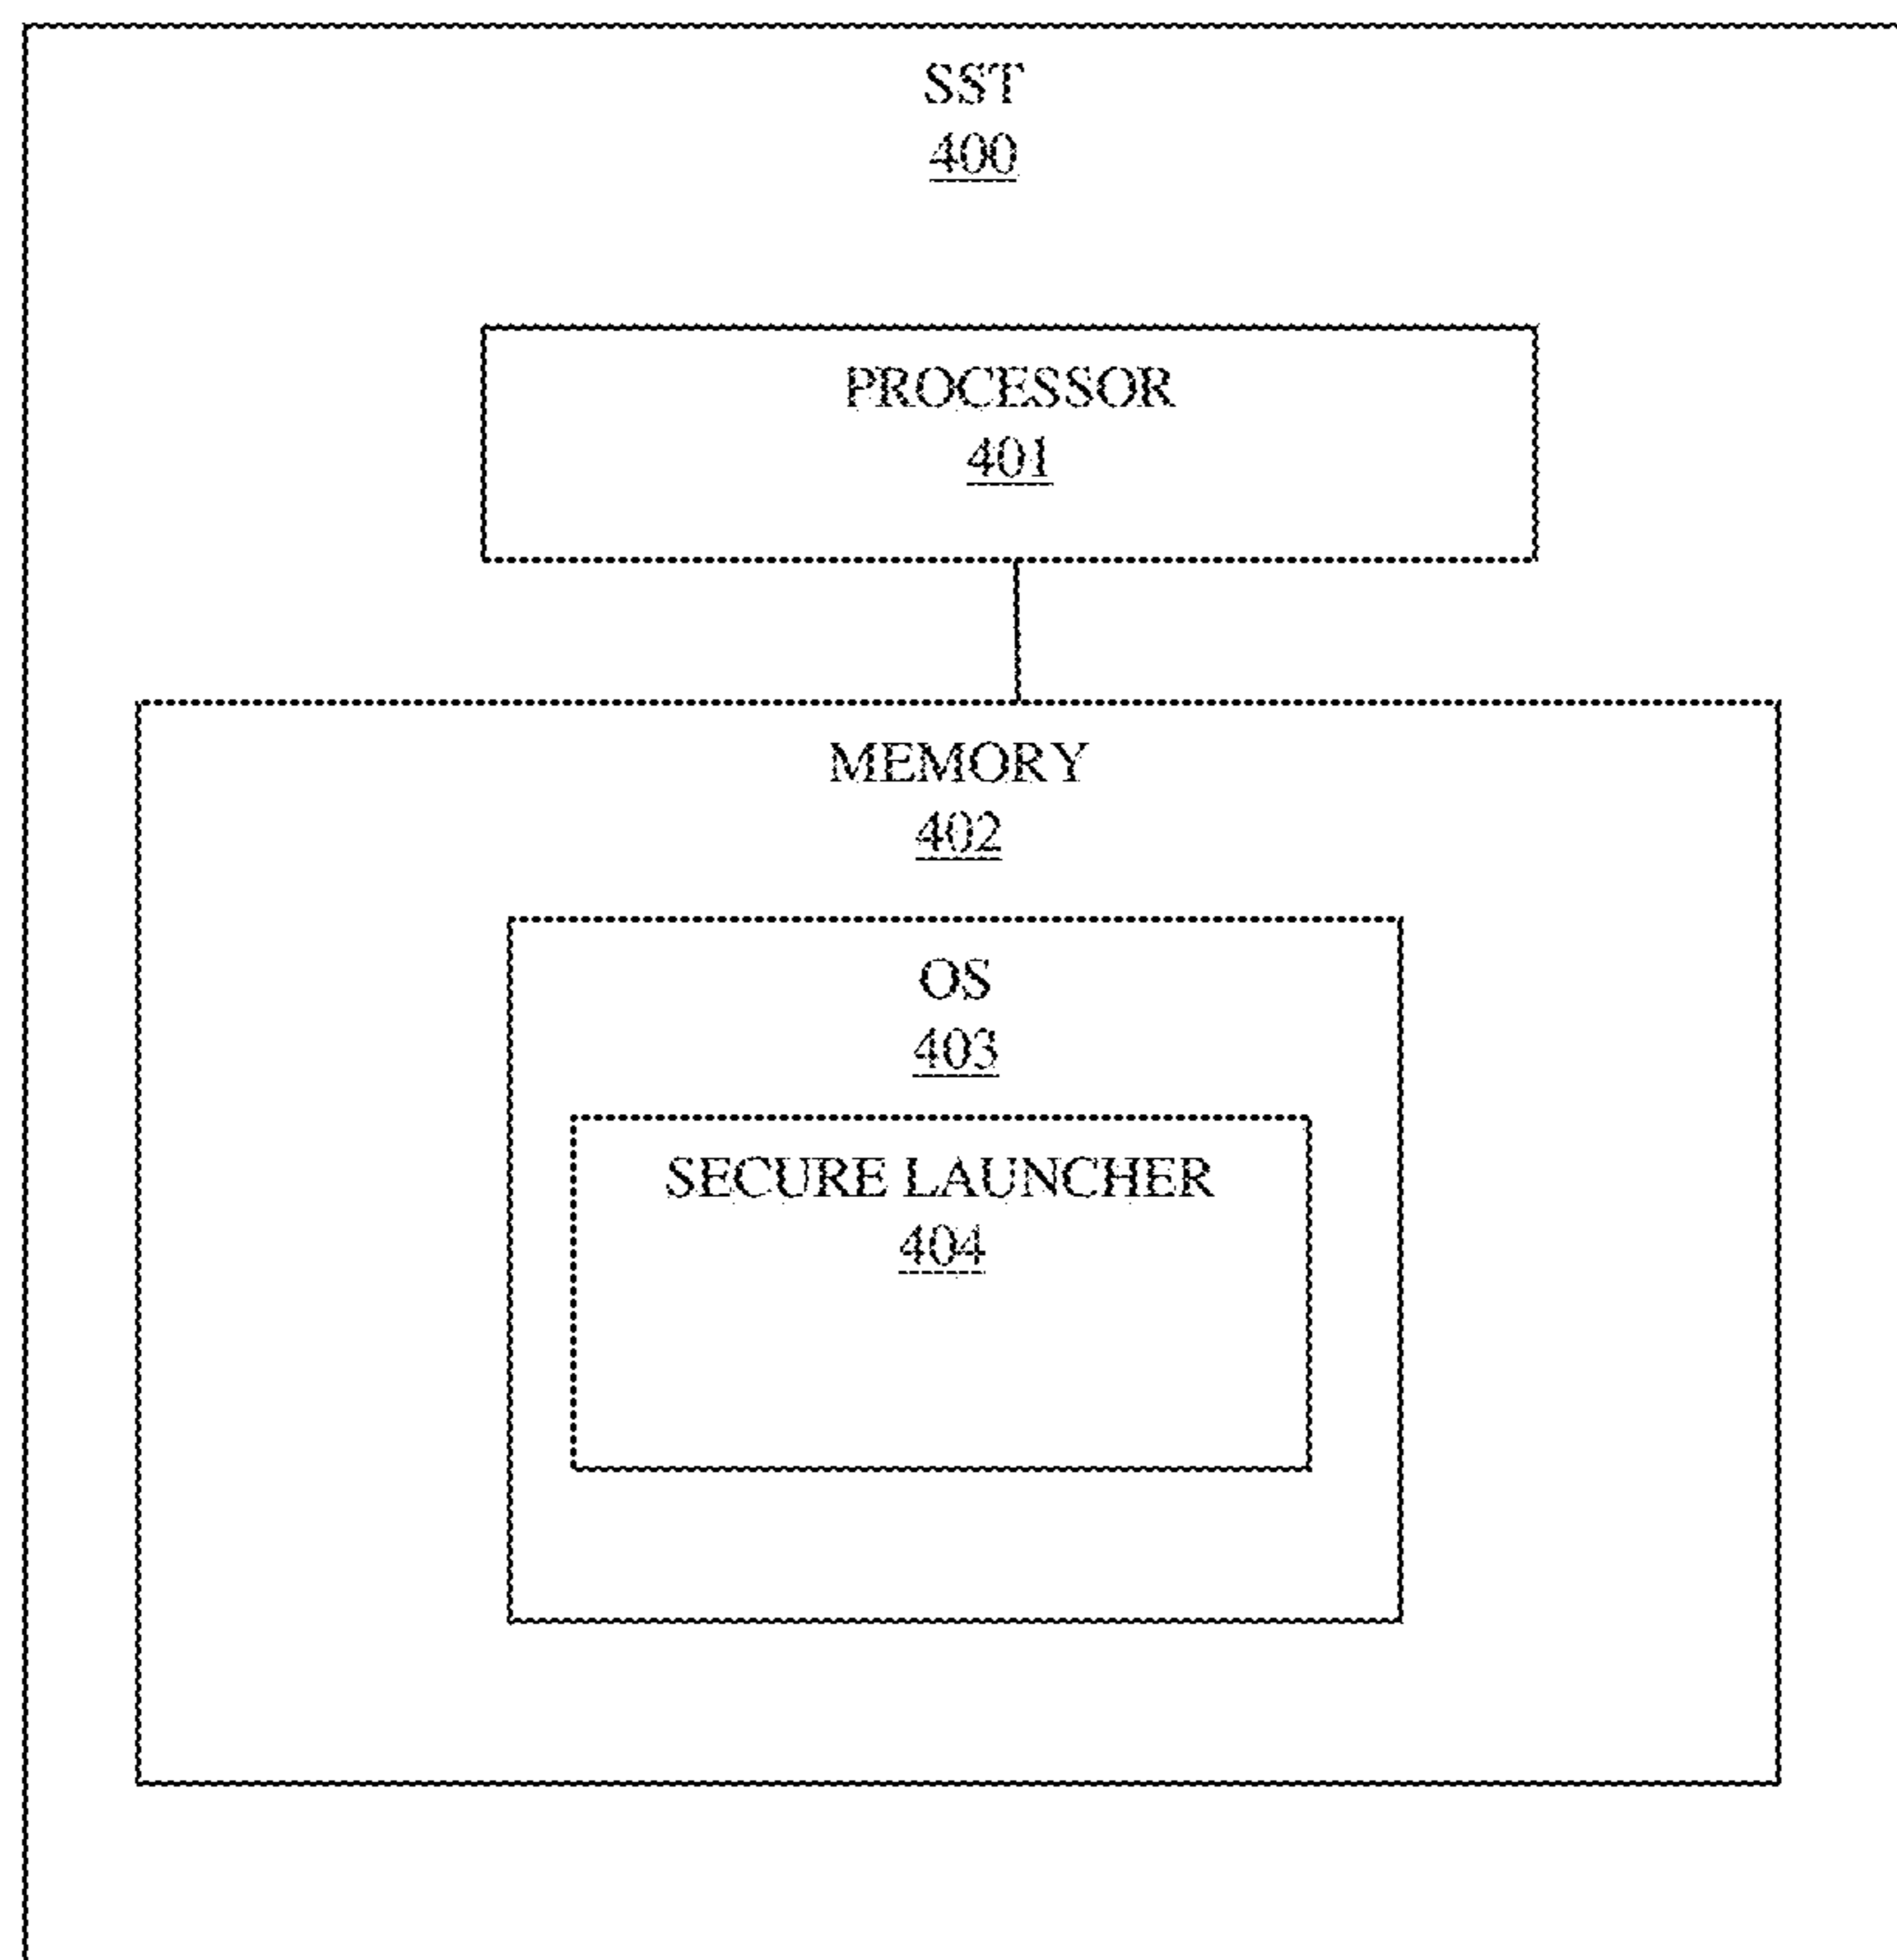 SST
400
PROCESSOR
401
MEMORY
402
OS
403
SECURE LAUNCHER
404